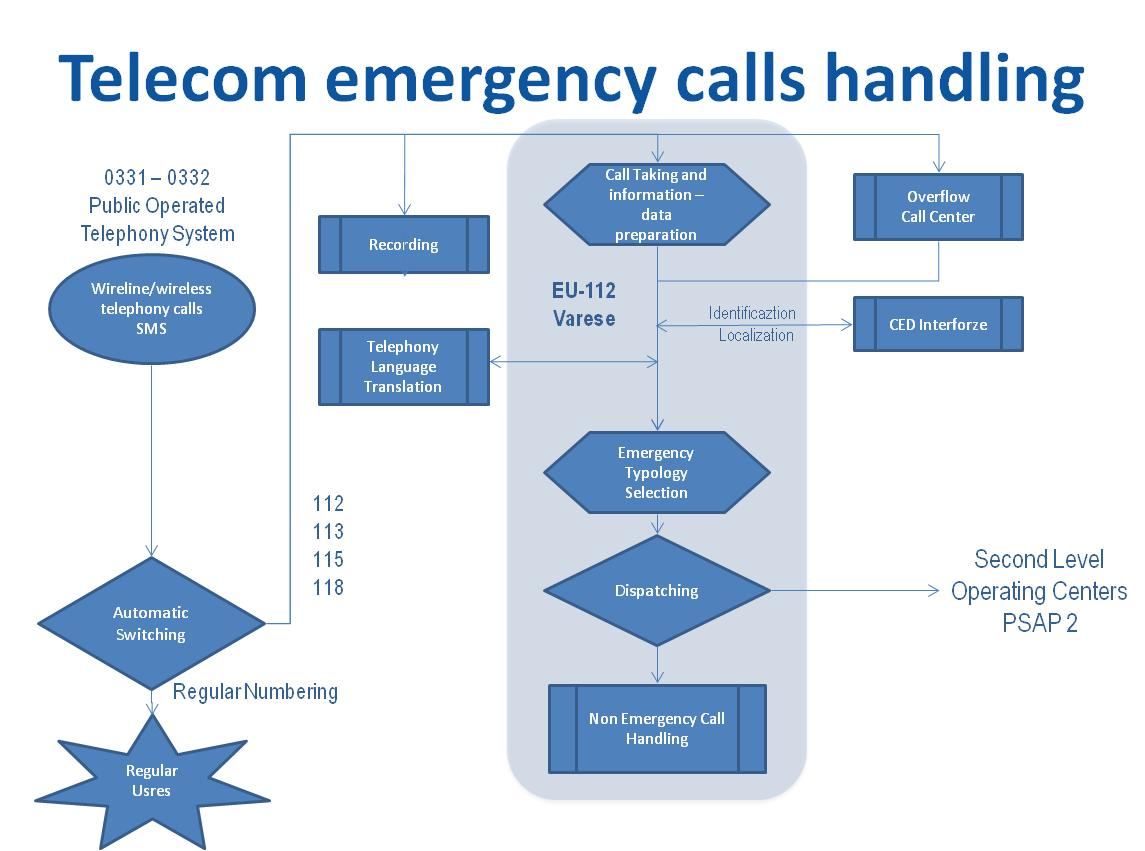 Telecom emergency calls handling
0331 – 0332
Public Operated
Telephony System
Wireline/wireless
telephony calls
SMS
Automatic
Switching
Regular Numbering
Regular
Usres
112
113
115
118
Recording
Telephony
Language
Translation
Call Taking and
information –
data
preparation
EU-112
Varese
Overflow
Call Center
Identificaztion
Localization
CED Interforze
Emergency
Typology
Selection
Dispatching
Second Level
Operating Centers
PSAP 2
Non Emergency Call
Handling